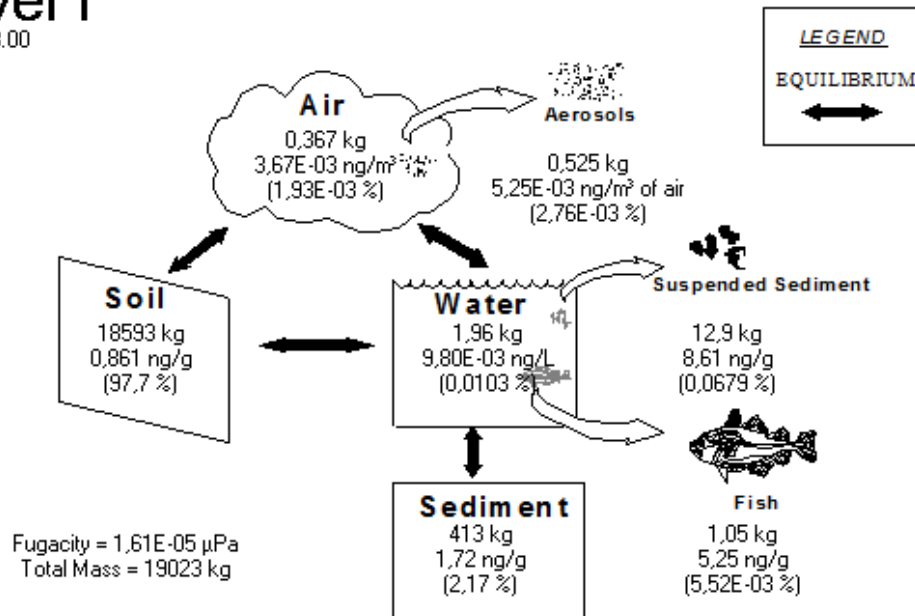 LEGEND
EQUILIBRIUM
Air
0,367 kg
3,67E-03 ng/m³
(1,93E-03 %)
Aerosols
0,525 kg
5,25E-03 ng/m³ of air
(2,76E-03 %)
Soil
18593 kg
0,861 ng/g
(97,7 %)
Water
1,96 kg
9,80E-03 ng/L
(0,0103 %)
Suspended Sediment
12,9 kg
8,61 ng/g
(0,0679 %)
Sediment
413 kg
1,72 ng/g
(2,17 %)
Fish
1,05 kg
5,25 ng/g
(5,52E-03 %)
Fugacity = 1,61E-05 µPa
Total Mass = 19023 kg